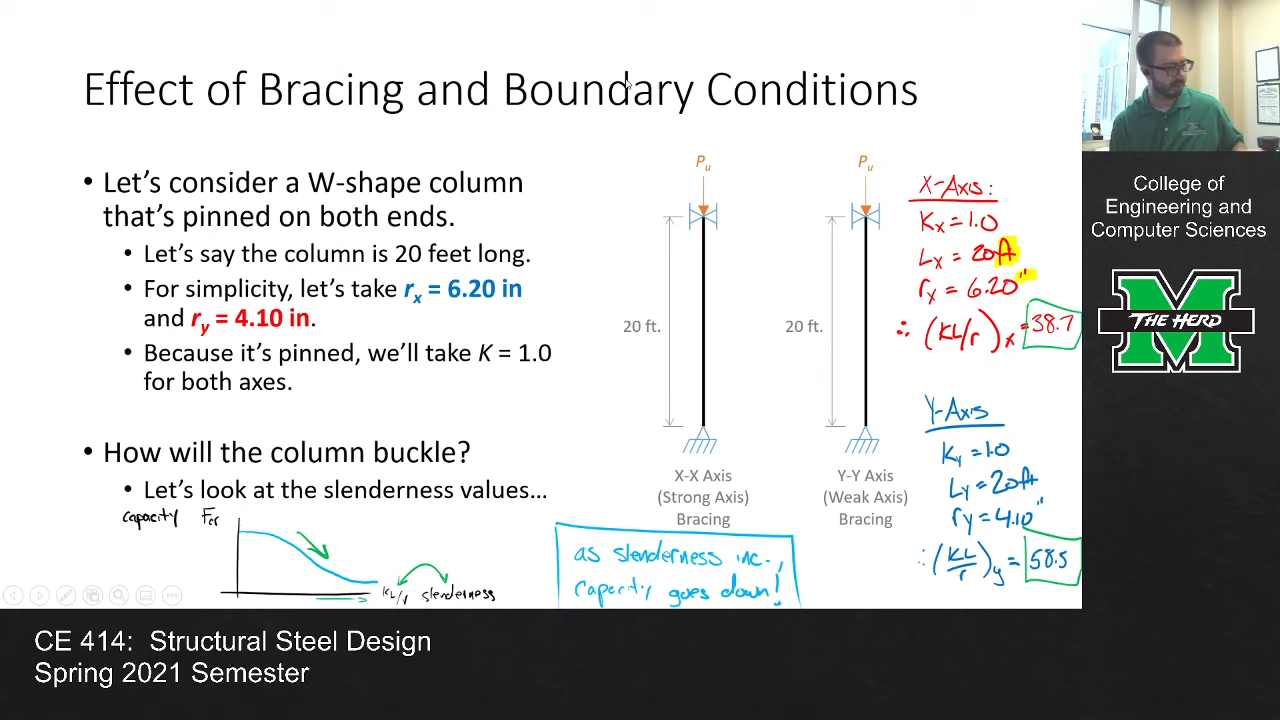 Effect of Bracing and Boundary Conditions
• Let's consider a W-shape column
that's pinned on both ends.
• Let's say the column is 20 feet long.
• For simplicity, let's take rx = 6.20 in
and ry = 4.10 in.
• Because it's pinned, we'll take K = 1.0
for both axes.
• How will the column buckle?
• Let's look at the slenderness values...
capacity Fcr
KL/r slenderness
Pu
20 ft.
X-X Axis
(Strong Axis)
Bracing
Pu
20 ft.
Y-Y Axis
(Weak Axis)
Bracing
as slenderness inc.,
capacity goes down!
X-Axis:
Kx = 1.0
Lx = 20ft
rx = 6.20"
∴ (KL/r)x = 38.7
Y-Axis
Ky = 1.0
Ly = 20ft
ry = 4.10"
∴ (KL/r)y = 58.5
College of
Engineering and
Computer Sciences
THE HERD
CE 414: Structural Steel Design
Spring 2021 Semester